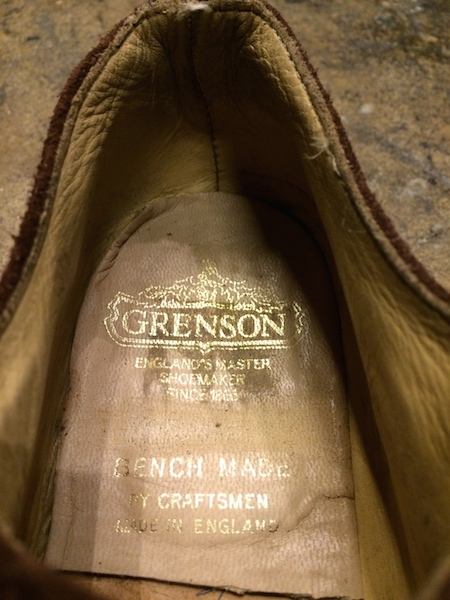 GRENSON
ENGLAND'S MASTER
SHOEMAKER
SINCE 1866
BENCH MADE
BY CRAFTSMEN
MADE IN ENGLAND